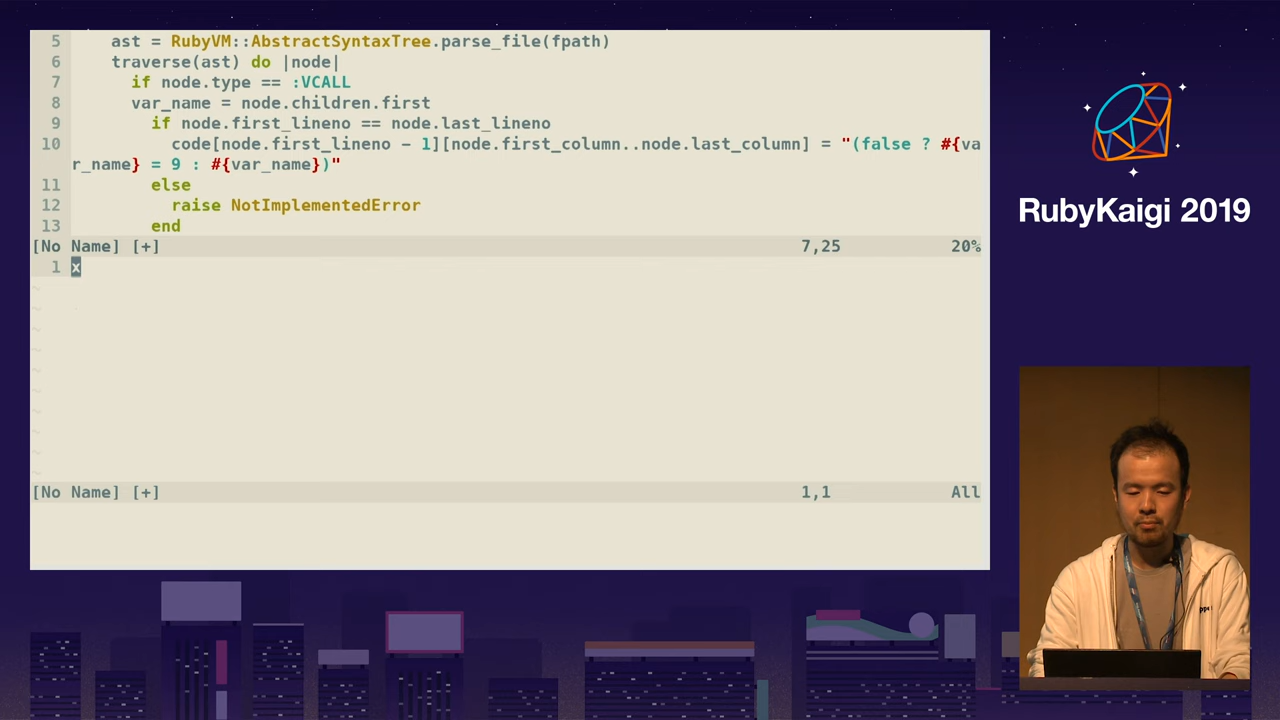 5     ast = RubyVM::AbstractSyntaxTree.parse_file(fpath)
6     traverse(ast) do |node|
7       if node.type == :VCALL
8       var_name = node.children.first
9         if node.first_lineno == node.last_lineno
10           code[node.first_lineno - 1][node.first_column..node.last_column] = "(false ? #{va
r_name} = 9 : #{var_name})"
11         else
12           raise NotImplementedError
13         end
[No Name] [+] 7,25 20%
1 x
~
~
~
~
~
~
~
~
~
~
[No Name] [+] 1,1 All
RubyKaigi 2019